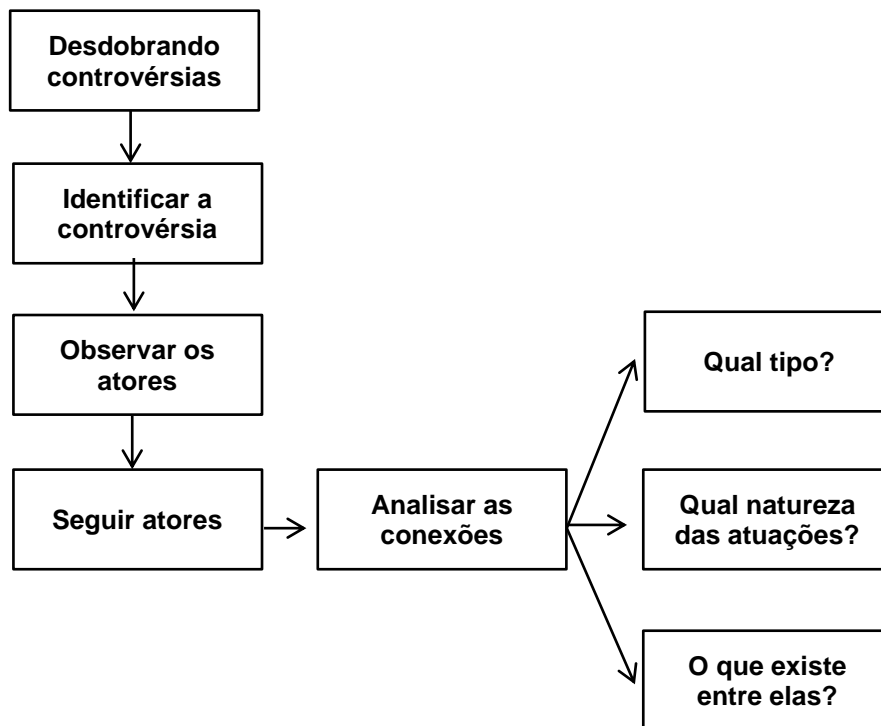 Desdobrando
controvérsias
Identificar a
controvérsia
Observar os
atores
Seguir atores
Analisar as
conexões
Qual tipo?
Qual natureza
das atuações?
O que existe
entre elas?